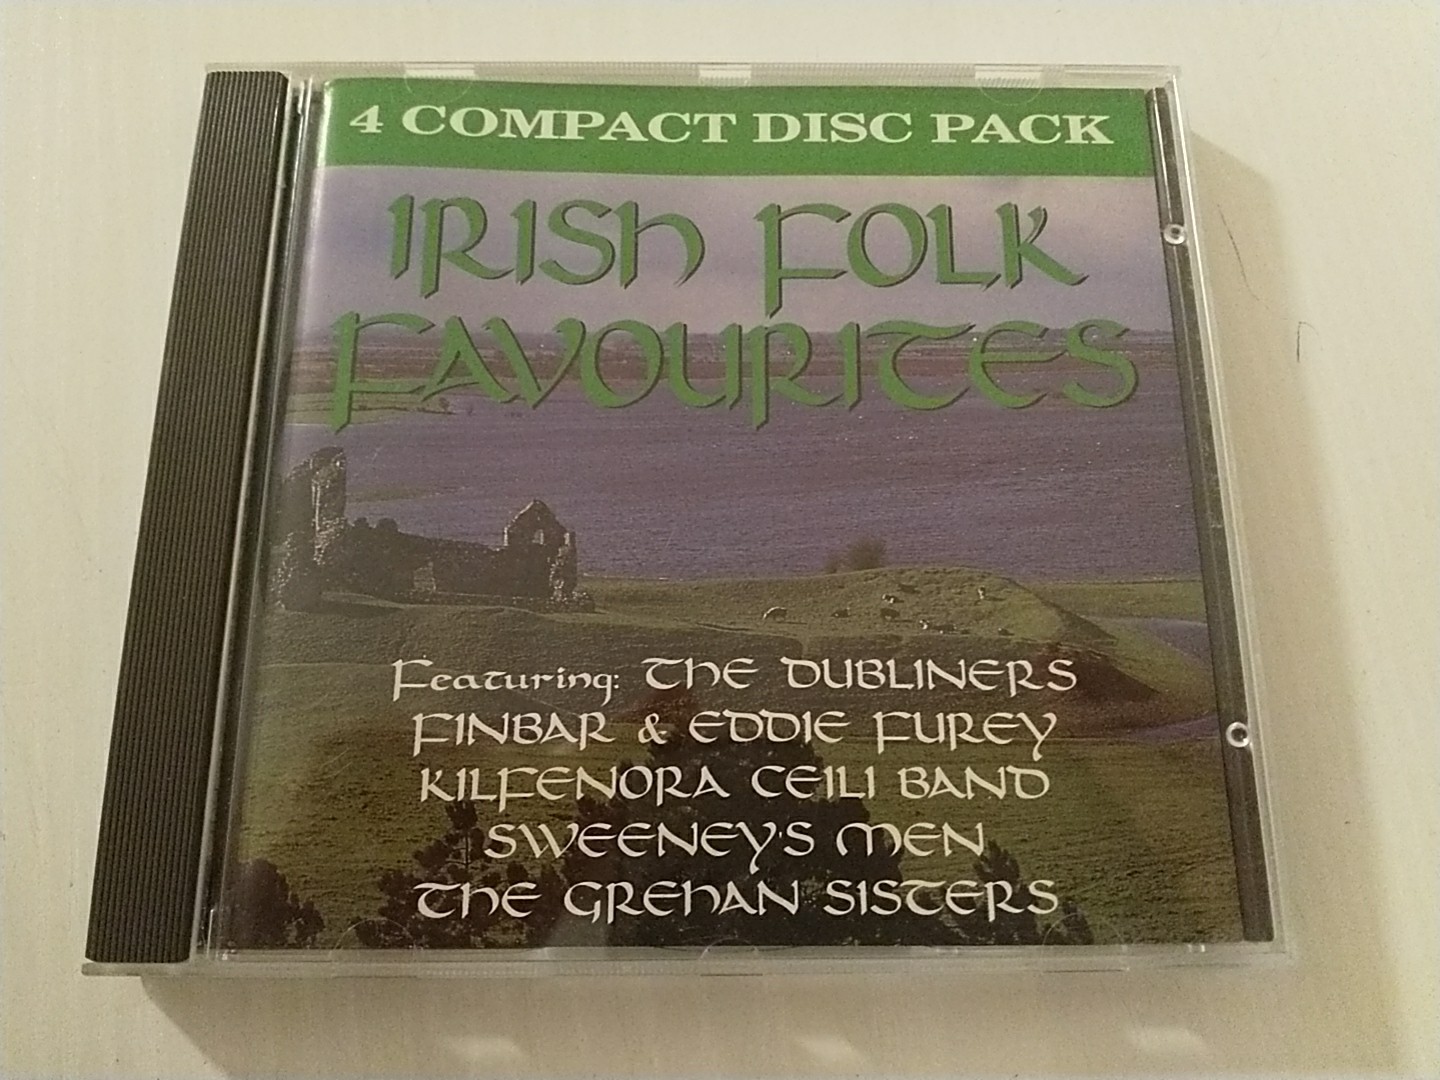 4 COMPACT DISC PACK
IRISH FOLK
FAVOURITES
Featuring: THE DUBLINERS
FINBAR & EDDIE FUREY
KILFENORA CEILI BAND
SWEENEY'S MEN
THE GREHAN SISTERS